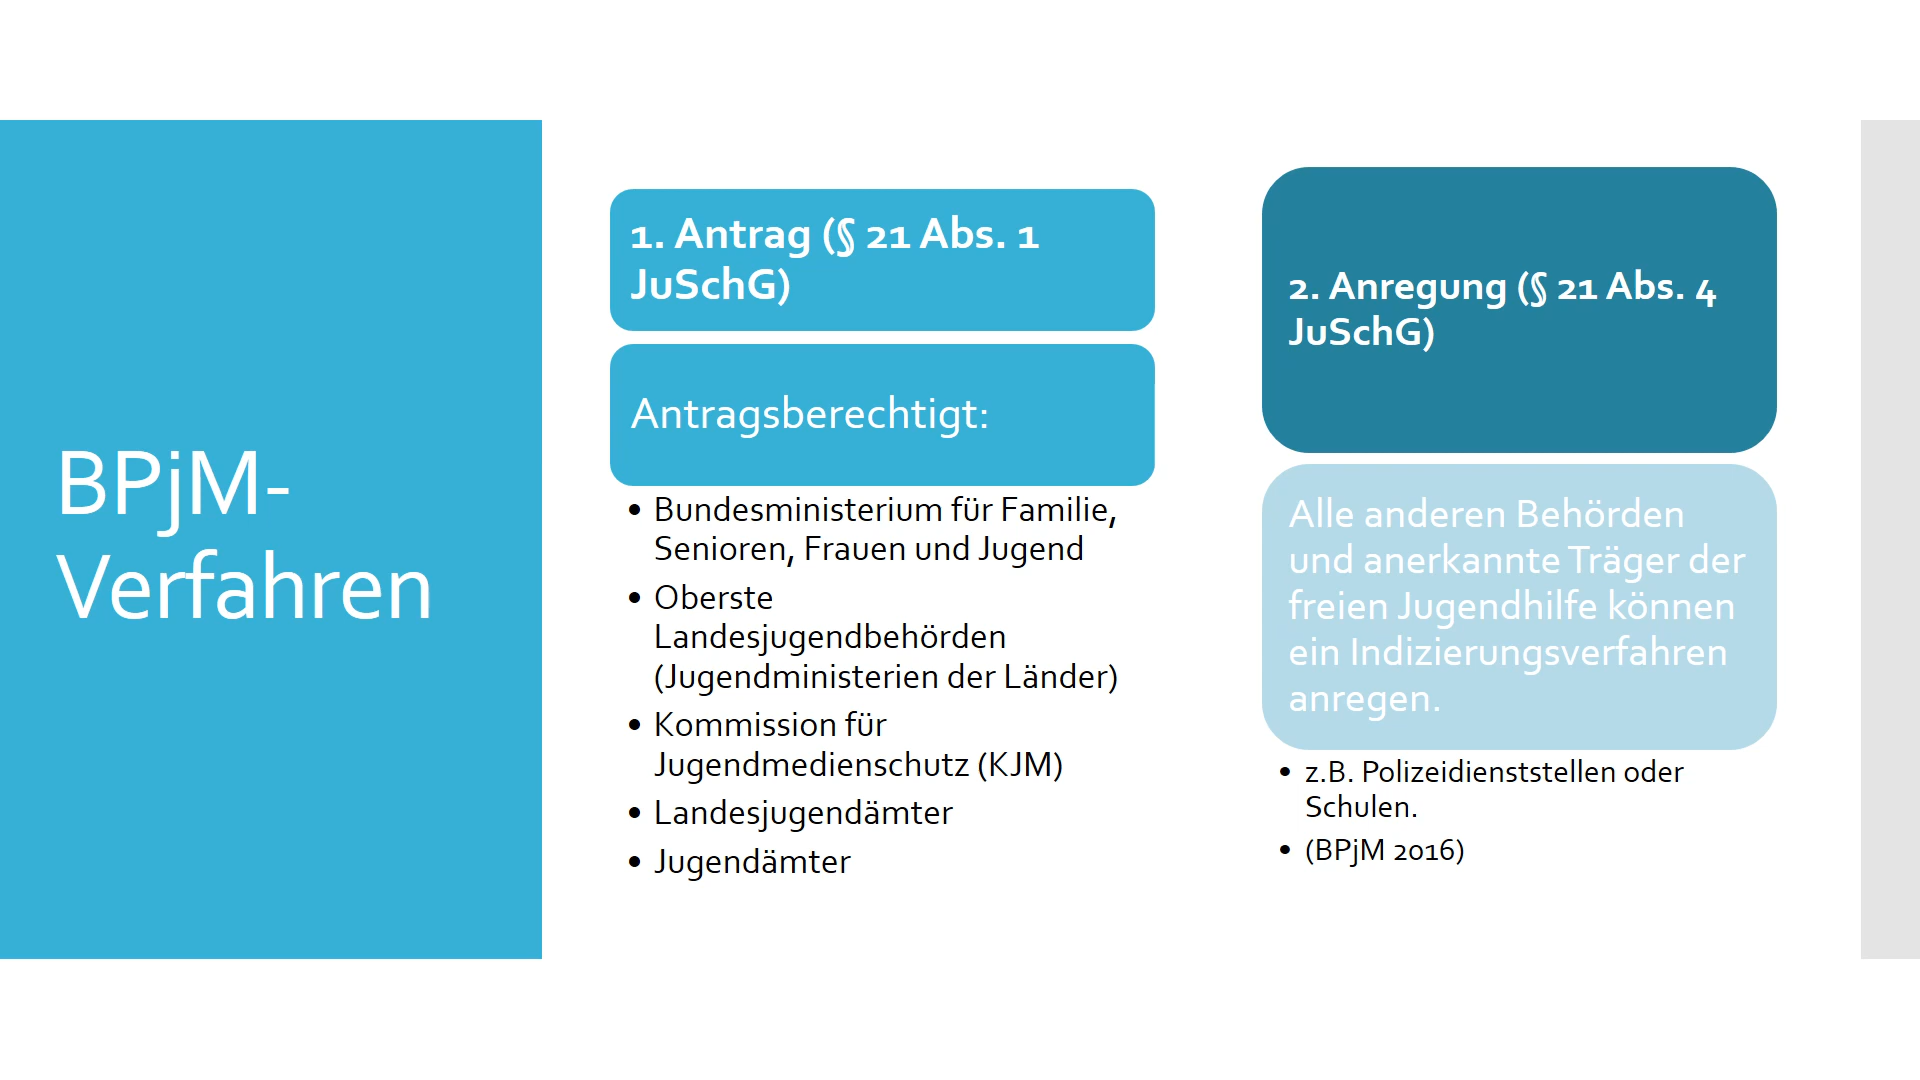 BPjM-
Verfahren
1. Antrag (§ 21 Abs. 1
JuSchG)
Antragsberechtigt:
• Bundesministerium für Familie,
Senioren, Frauen und Jugend
• Oberste
Landesjugendbehörden
(Jugendministerien der Länder)
• Kommission für
Jugendmedienschutz (KJM)
• Landesjugendämter
• Jugendämter
2. Anregung (§ 21 Abs. 4
JuSchG)
Alle anderen Behörden
und anerkannte Träger der
freien Jugendhilfe können
ein Indizierungsverfahren
anregen.
• z.B. Polizeidienststellen oder
Schulen.
• (BPjM 2016)